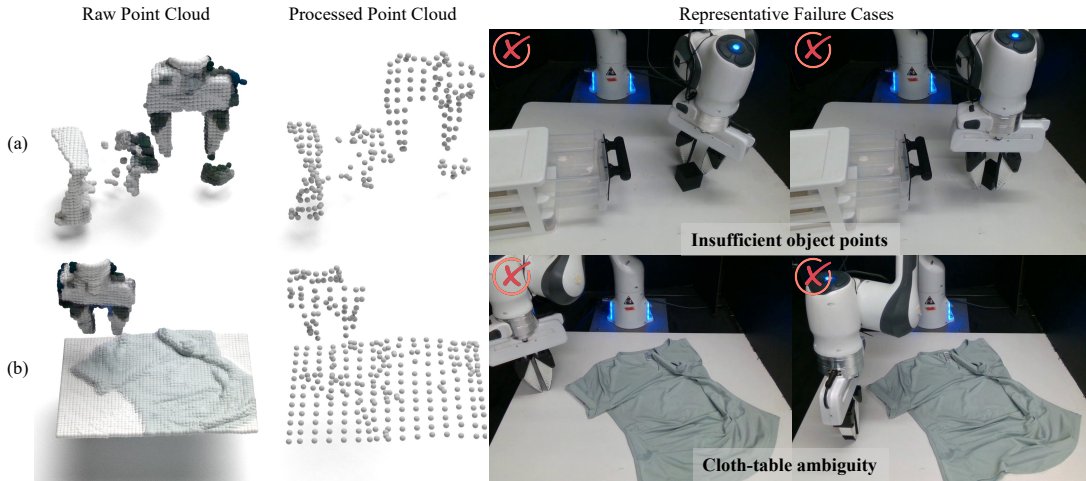 Raw Point Cloud
Processed Point Cloud
Representative Failure Cases
(a)
Insufficient object points
(b)
Cloth-table ambiguity